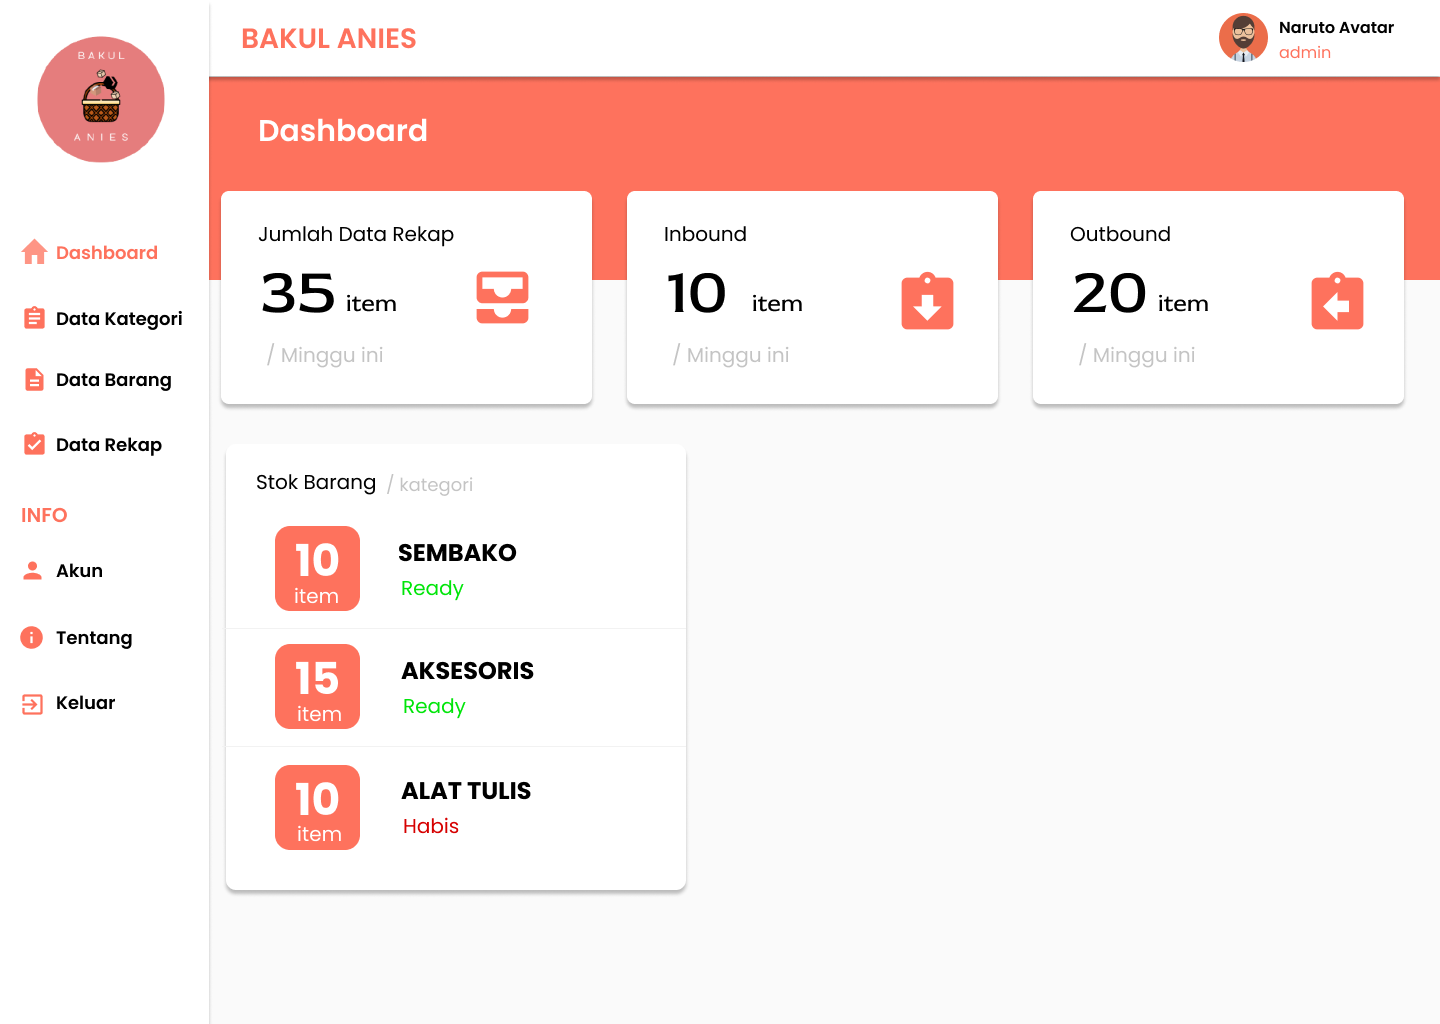 BAKUL
ANIES
BAKUL ANIES
Naruto Avatar
admin
Dashboard
Dashboard
Data Kategori
Data Barang
Data Rekap
INFO
Akun
Tentang
Keluar
Jumlah Data Rekap
35 item
/ Minggu ini
Inbound
10 item
/ Minggu ini
Outbound
20 item
/ Minggu ini
Stok Barang / kategori
10
item
SEMBAKO
Ready
15
item
AKSESORIS
Ready
10
item
ALAT TULIS
Habis